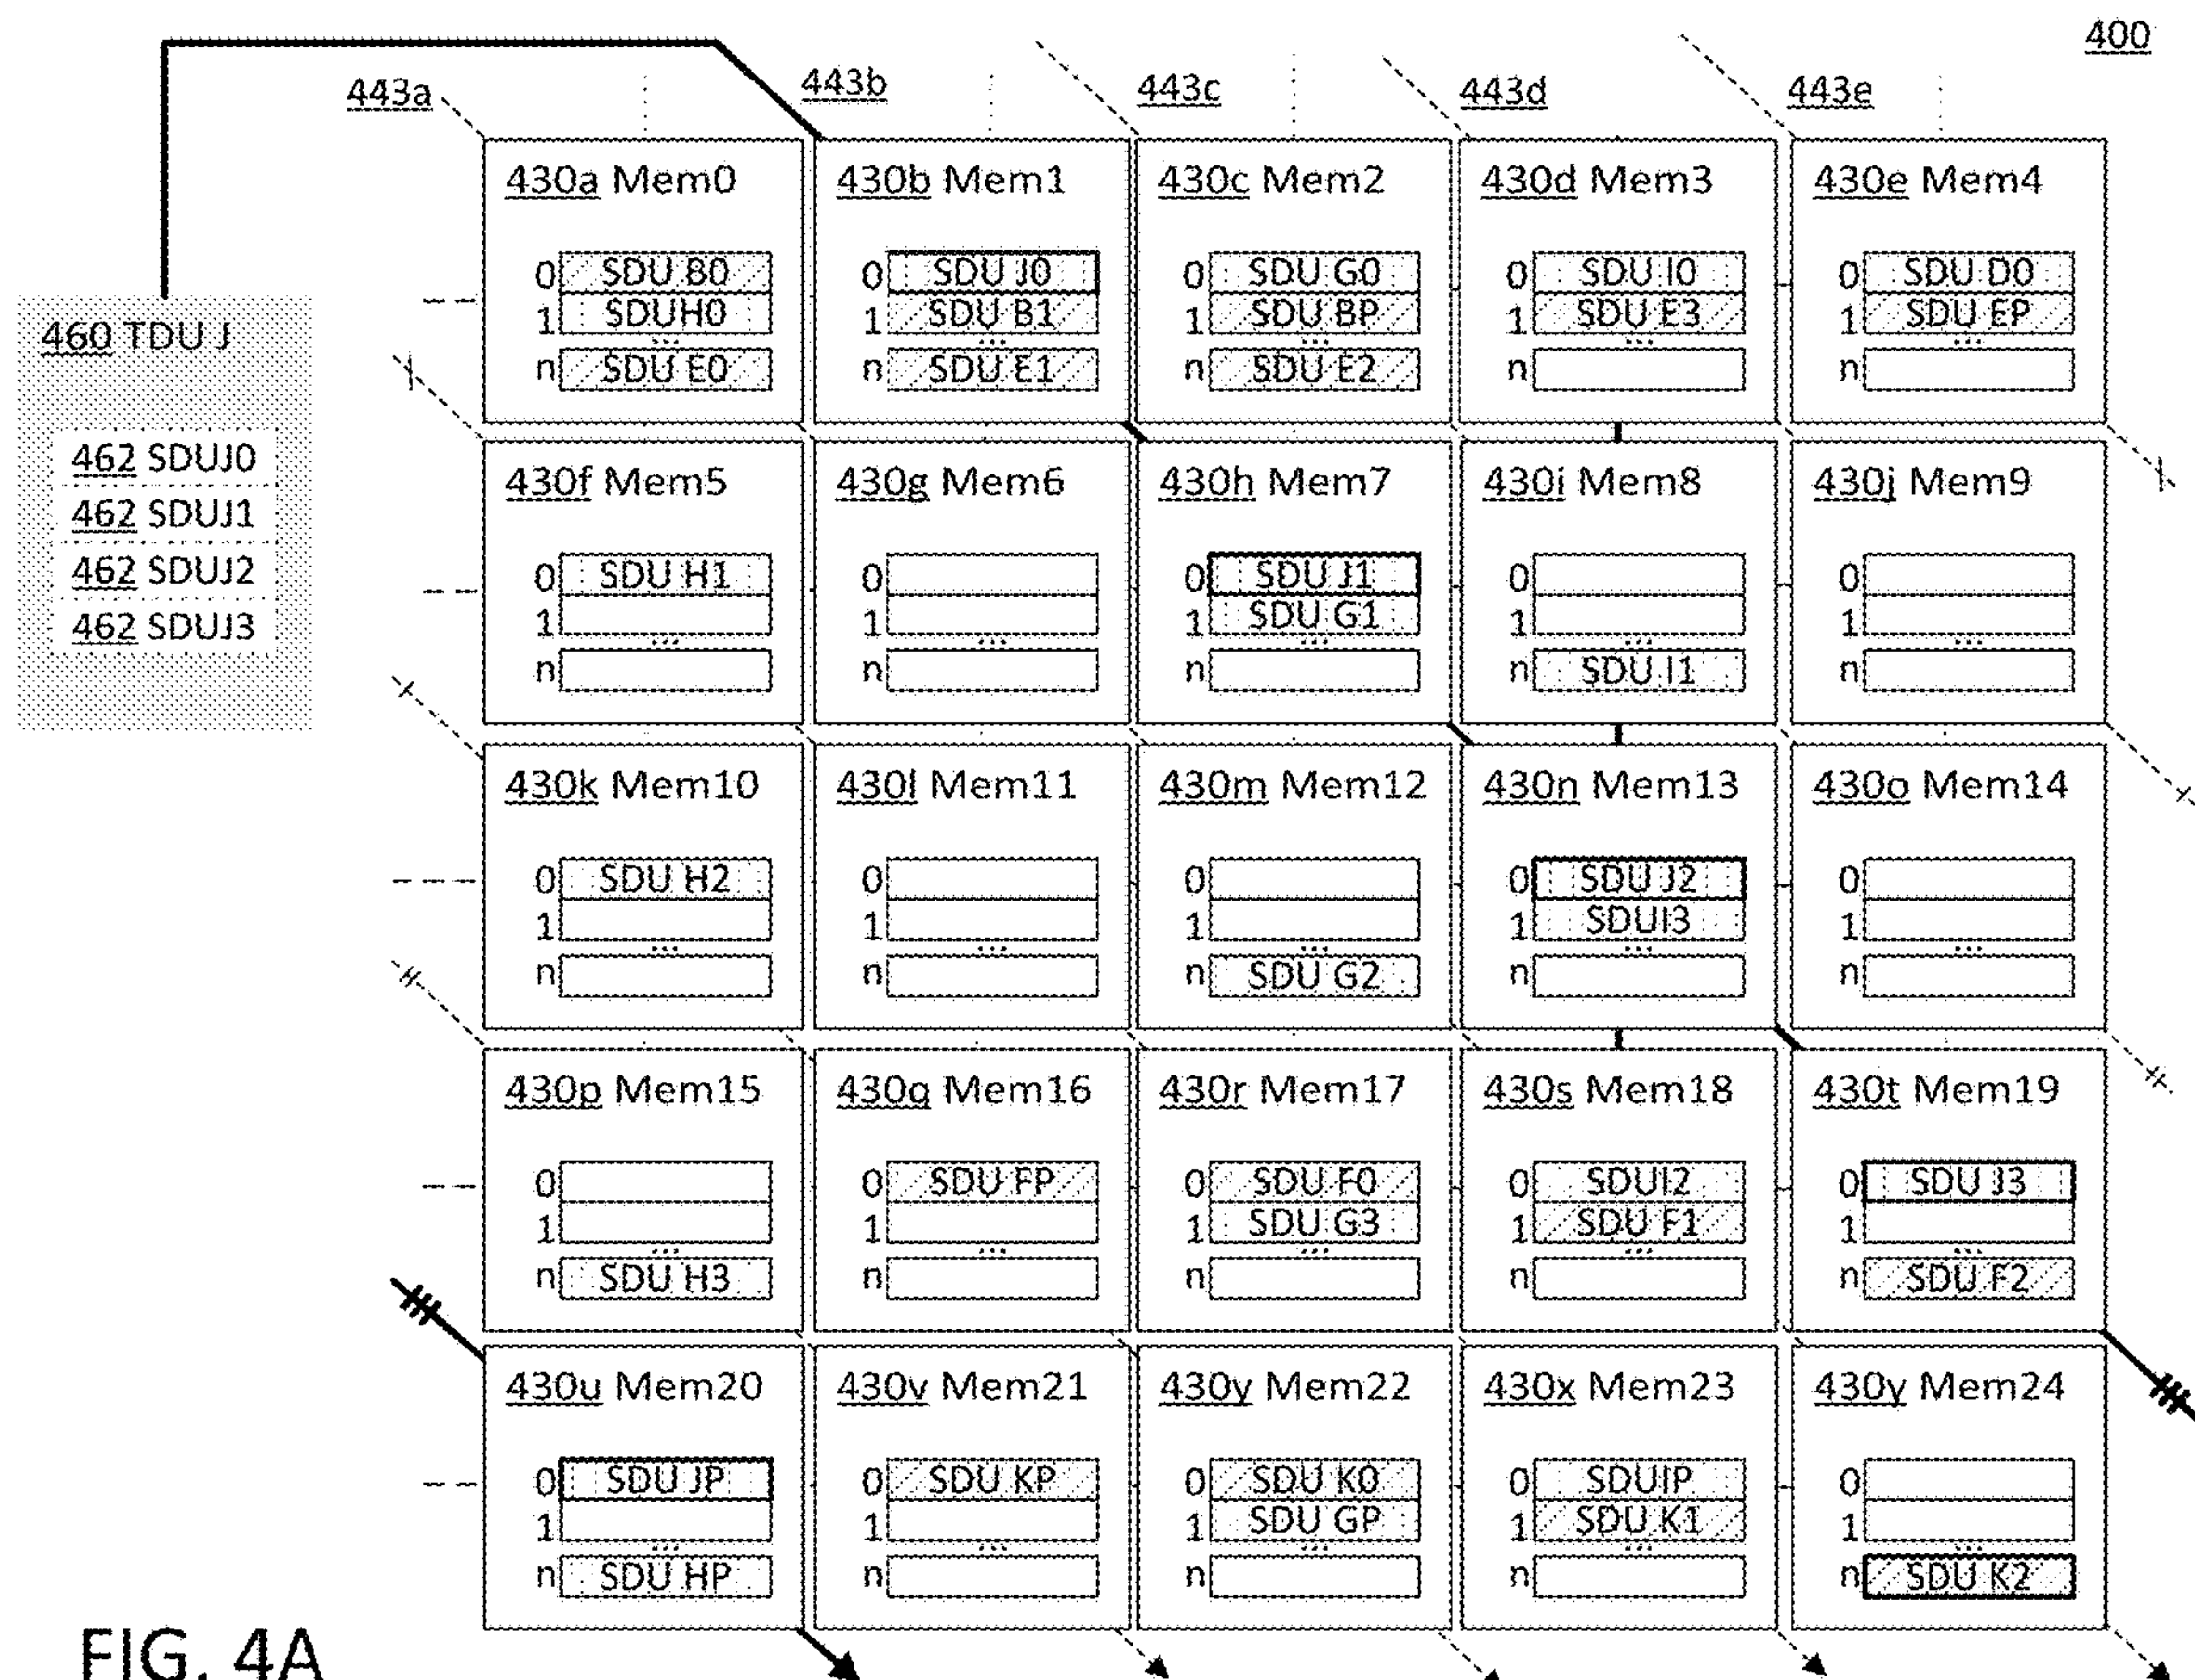 400
443a 443b 443c 443d 443e
430a Mem0 430b Mem1 430c Mem2 430d Mem3 430e Mem4
0 SDU B0 0 SDU J0 0 SDU G0 0 SDU I0 0 SDU D0
1 SDUH0 1 SDU B1 1 SDU BP 1 SDU E3 1 SDU EP
... ... ... ... ...
n SDU E0 n SDU E1 n SDU E2 n n
460 TDU J
462 SDUJ0
462 SDUJ1
462 SDUJ2
462 SDUJ3
430f Mem5 430g Mem6 430h Mem7 430i Mem8 430j Mem9
0 SDU H1 0 0 SDU J1 0 0
1 1 1 SDU G1 1 1
... ... ... ... ...
n n n n SDU I1 n
430k Mem10 430l Mem11 430m Mem12 430n Mem13 430o Mem14
0 SDU H2 0 0 0 SDU J2 0
1 1 1 1 SDUI3 1
... ... ... ... ...
n n n SDU G2 n n
430p Mem15 430q Mem16 430r Mem17 430s Mem18 430t Mem19
0 0 SDU FP 0 SDU F0 0 SDUI2 0 SDU J3
1 1 1 SDU G3 1 SDU F1 1
... ... ... ... ...
n SDU H3 n n n n SDU F2
430u Mem20 430v Mem21 430y Mem22 430x Mem23 430y Mem24
0 SDU JP 0 SDU KP 0 SDU K0 0 SDUIP 0
1 1 1 SDU GP 1 SDU K1 1
... ... ... ... ...
n SDU HP n n n n SDU K2
FIG. 4A